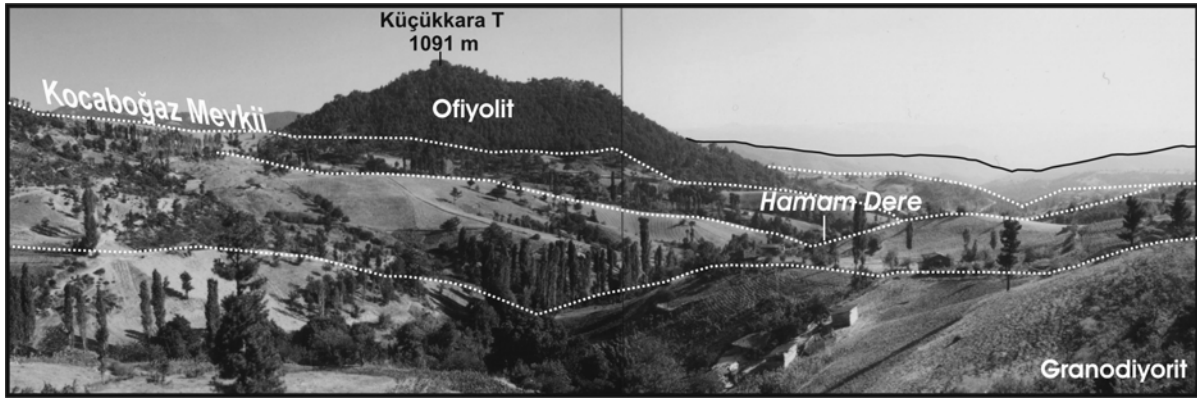 Küçükkara T
1091 m
Kocaboğaz Mevkii
Ofiyolit
Hamam Dere
Granodiyorit